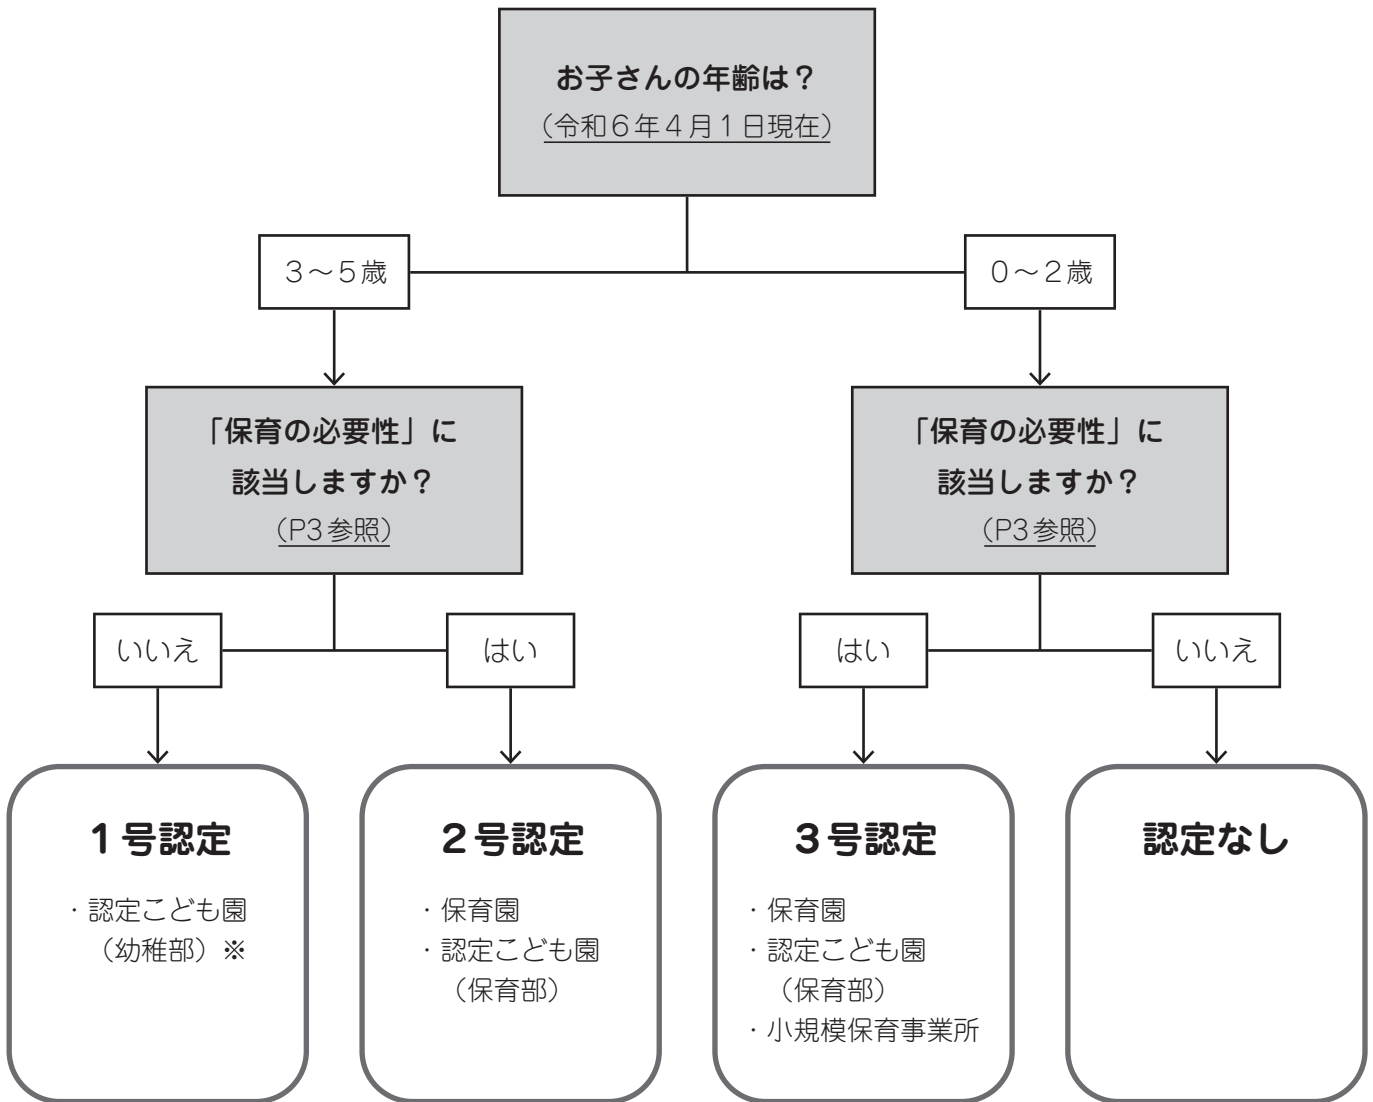 お子さんの年齢は？
（令和６年４月１日現在）
３～５歳
０～２歳
「保育の必要性」に
該当しますか？
（P3参照）
「保育の必要性」に
該当しますか？
（P3参照）
いいえ
はい
はい
いいえ
１号認定
・認定こども園
（幼稚部）※
２号認定
・保育園
・認定こども園
（保育部）
３号認定
・保育園
・認定こども園
（保育部）
・小規模保育事業所
認定なし